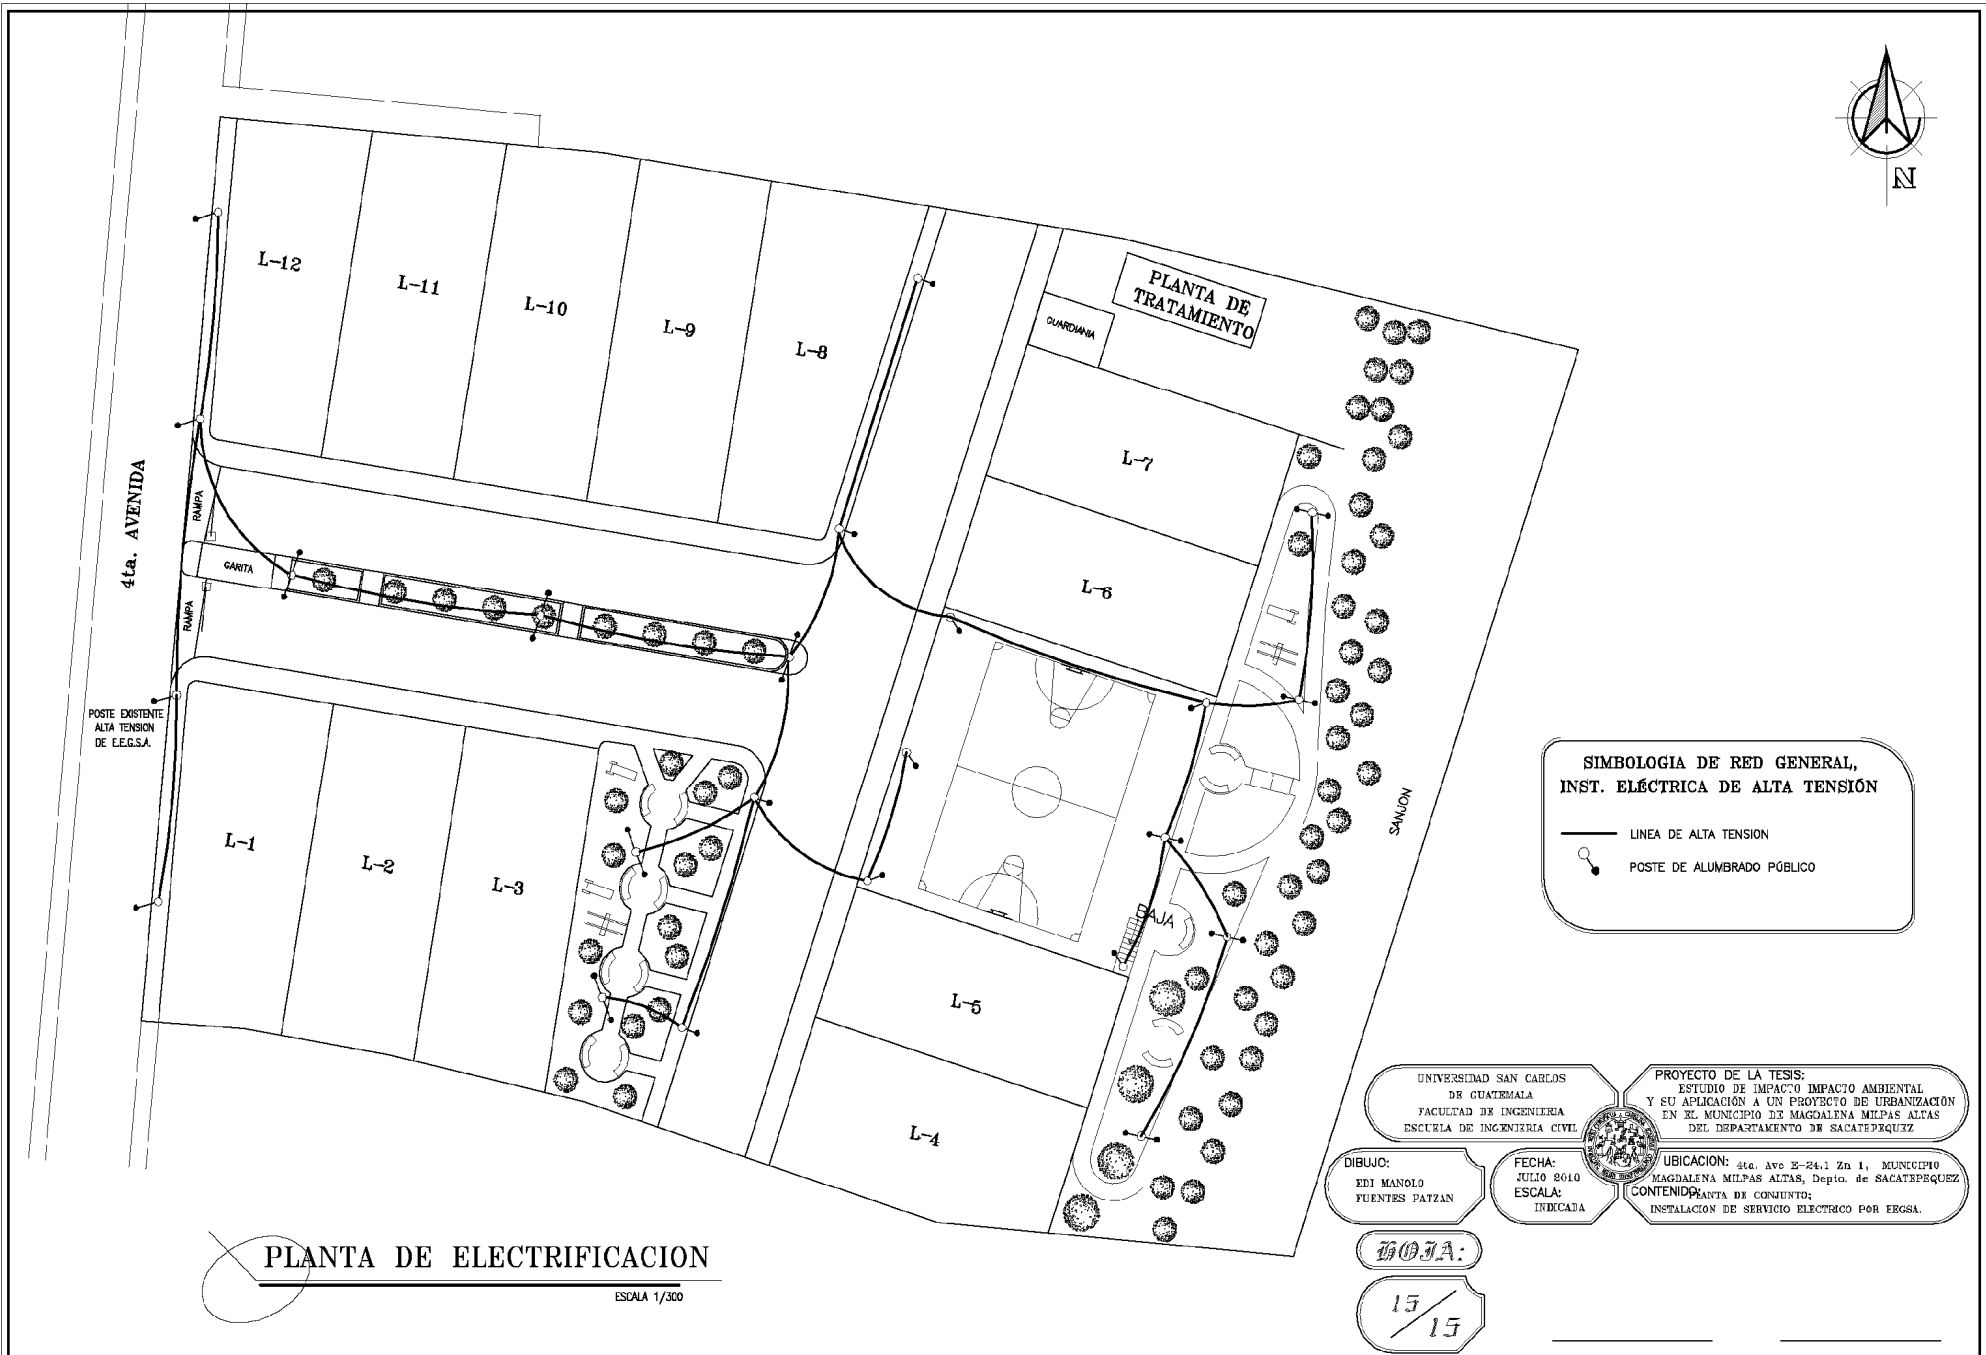 N
L-12
L-11
L-10
L-9
L-8
PLANTA DE
TRATAMIENTO
GUARDIANIA
L-7
L-6
4ta. AVENIDA
RAMPA
GARITA
RAMPA
POSTE EXISTENTE
ALTA TENSION
DE E.E.G.S.A.
L-1
L-2
L-3
BAJA
L-5
L-4
SANJON
SIMBOLOGIA DE RED GENERAL,
INST. ELÉCTRICA DE ALTA TENSIÓN
LINEA DE ALTA TENSION
POSTE DE ALUMBRADO PÚBLICO
PLANTA DE ELECTRIFICACION
ESCALA 1/300
UNIVERSIDAD SAN CARLOS
DE GUATEMALA
FACULTAD DE INGENIERIA
ESCUELA DE INGENIERIA CIVIL
PROYECTO DE LA TESIS:
ESTUDIO DE IMPACTO IMPACTO AMBIENTAL
Y SU APLICACIÓN A UN PROYECTO DE URBANIZACIÓN
EN EL MUNICIPIO DE MAGDALENA MILPAS ALTAS
DEL DEPARTAMENTO DE SACATEPEQUEZ
DIBUJO:
EDI MANOLO
FUENTES PATZAN
FECHA:
JULIO 2010
ESCALA:
INDICADA
UBICACION: 4ta. Ave E-24.1 Zn 1, MUNICIPIO
MAGDALENA MILPAS ALTAS, Depto. de SACATEPEQUEZ
CONTENIDO: PLANTA DE CONJUNTO;
INSTALACION DE SERVICIO ELECTRICO POR EEGSA.
HOJA:
15/15